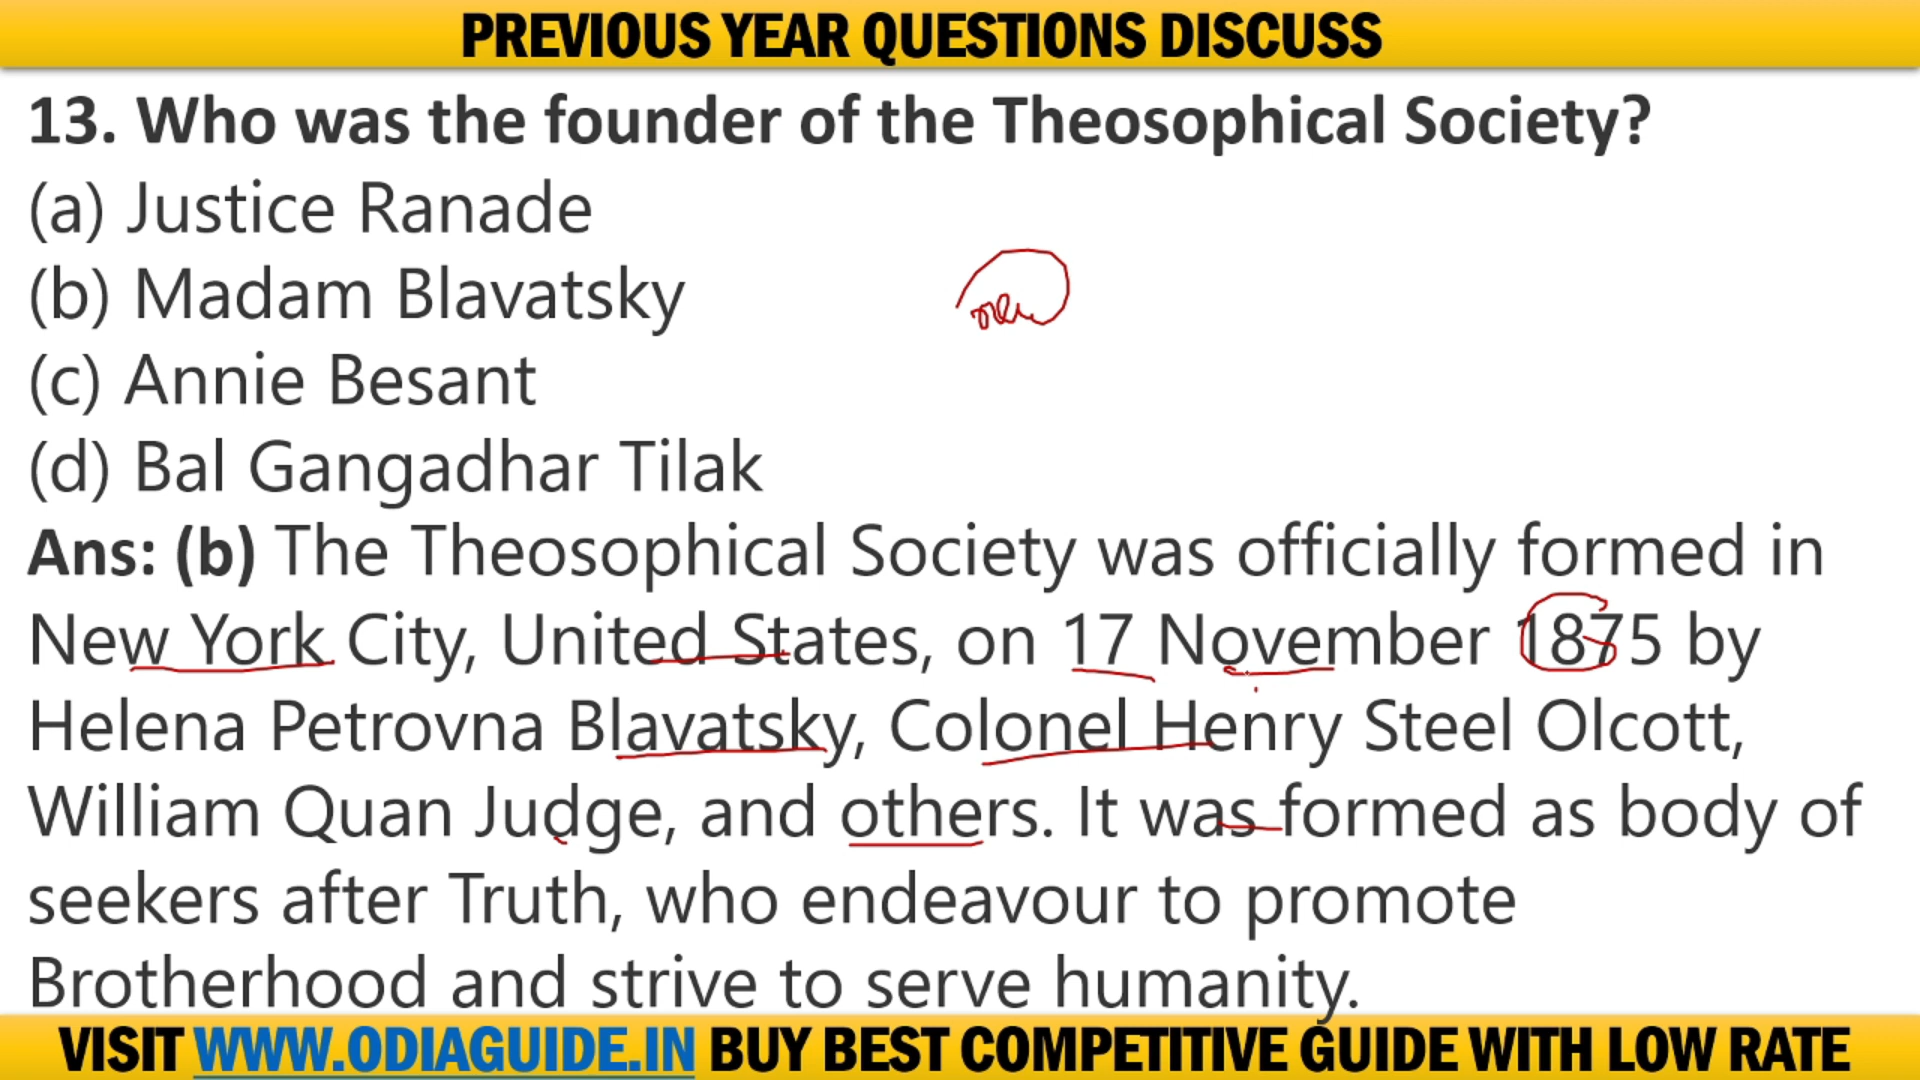 PREVIOUS YEAR QUESTIONS DISCUSS
13. Who was the founder of the Theosophical Society?
(a) Justice Ranade
(b) Madam Blavatsky
(c) Annie Besant
(d) Bal Gangadhar Tilak
Ans: (b) The Theosophical Society was officially formed in
New York City, United States, on 17 November 1875 by
Helena Petrovna Blavatsky, Colonel Henry Steel Olcott,
William Quan Judge, and others. It was formed as body of
seekers after Truth, who endeavour to promote
Brotherhood and strive to serve humanity.
VISIT WWW.ODIAGUIDE.IN BUY BEST COMPETITIVE GUIDE WITH LOW RATE